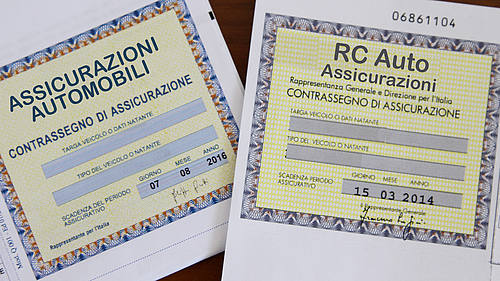 ASSICURAZIONI
AUTOMOBILI
CONTRASSEGNO DI ASSICURAZIONE
TARGA VEICOLO O DATI NATANTE
TIPO DEL VEICOLO O NATANTE
GIORNO MESE ANNO
SCADENZA DEL PERIODO
ASSICURATIVO
07 08 2016
Rappresentante per l'Italia
06861104
RC Auto
Assicurazioni
Rappresentanza Generale e Direzione per l'Italia
CONTRASSEGNO DI ASSICURAZIONE
TARGA VEICOLO O DATI NATANTE
TIPO DEL VEICOLO O NATANTE
GIORNO MESE ANNO
SCADENZA PERIODO
ASSICURATIVO
15 03 2014
Il Rappresentante generale